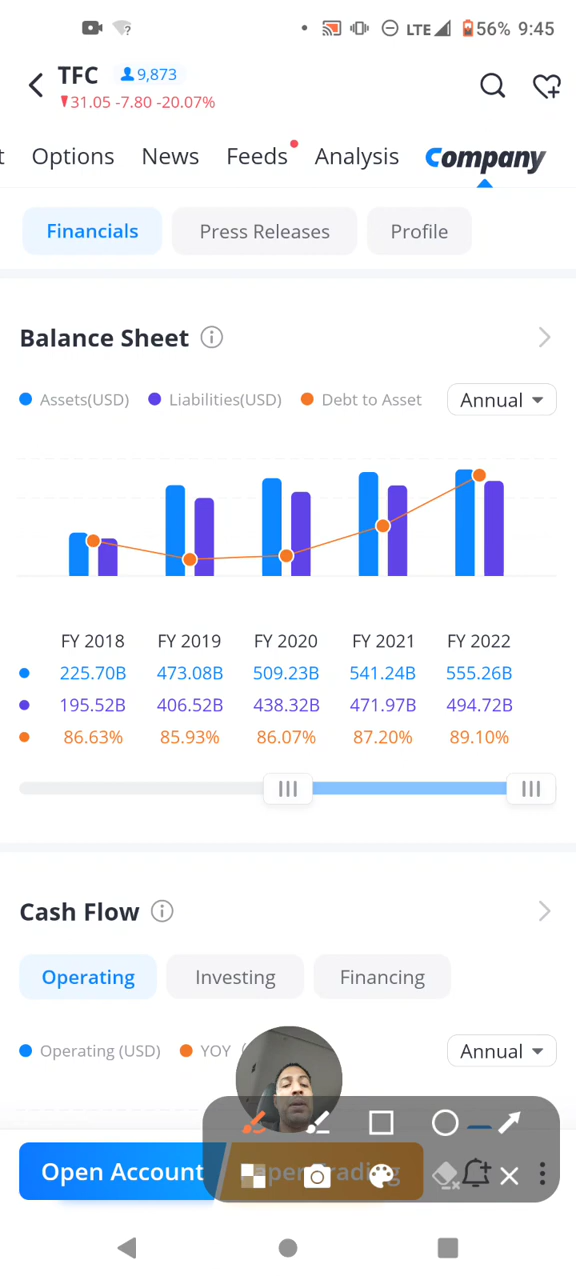 LTE 56% 9:45
TFC 9,873
31.05 -7.80 -20.07%
t Options News Feeds Analysis Company
Financials Press Releases Profile
Balance Sheet
Assets(USD) Liabilities(USD) Debt to Asset Annual
FY 2018 FY 2019 FY 2020 FY 2021 FY 2022
225.70B 473.08B 509.23B 541.24B 555.26B
195.52B 406.52B 438.32B 471.97B 494.72B
86.63% 85.93% 86.07% 87.20% 89.10%
Cash Flow
Operating Investing Financing
Operating (USD) YOY Annual
Open Account